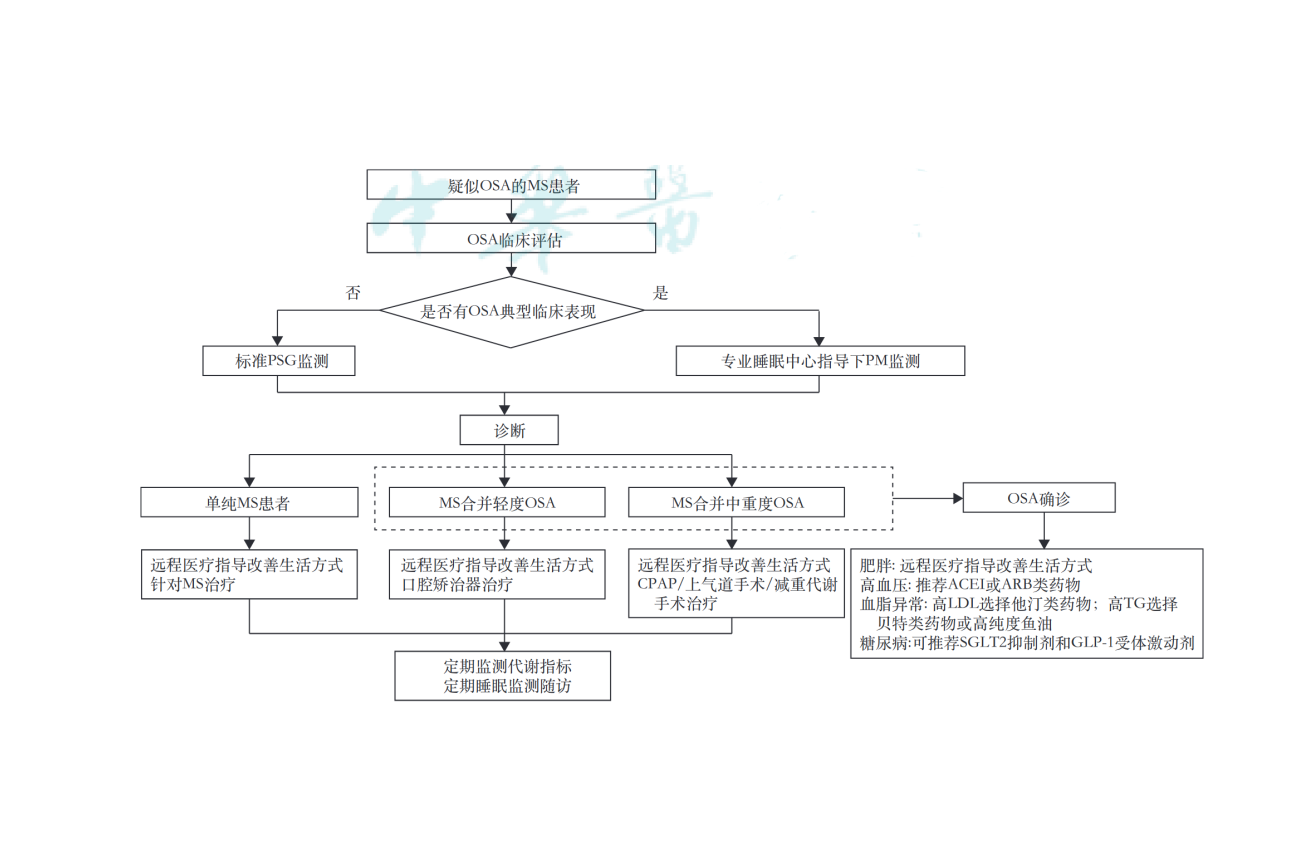 疑似OSA的MS患者
OSA临床评估
否
是
是否有OSA典型临床表现
标准PSG监测
专业睡眠中心指导下PM监测
诊断
单纯MS患者
MS合并轻度OSA
MS合并中重度OSA
OSA确诊
远程医疗指导改善生活方式
针对MS治疗
远程医疗指导改善生活方式
口腔矫治器治疗
远程医疗指导改善生活方式
CPAP/上气道手术/减重代谢
手术治疗
肥胖: 远程医疗指导改善生活方式
高血压: 推荐ACEI或ARB类药物
血脂异常: 高LDL选择他汀类药物；高TG选择
贝特类药物或高纯度鱼油
糖尿病:可推荐SGLT2抑制剂和GLP-1受体激动剂
定期监测代谢指标
定期睡眠监测随访
中华醫